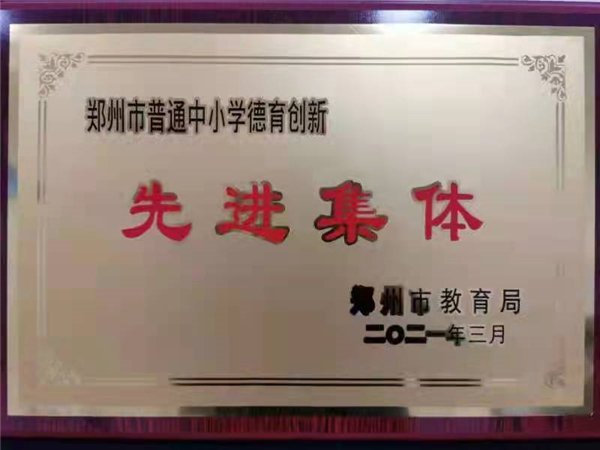 郑州市普通中小学德育创新
先进集体
郑州市教育局
二〇二一年三月